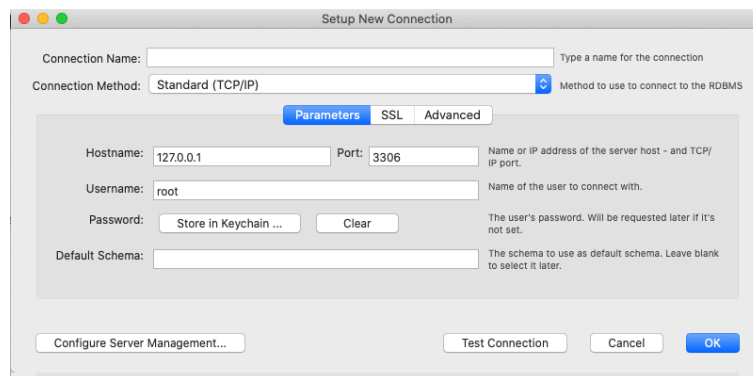 Setup New Connection
Connection Name:
Type a name for the connection
Connection Method: Standard (TCP/IP)
Method to use to connect to the RDBMS
Parameters SSL Advanced
Hostname: 127.0.0.1 Port: 3306
Name or IP address of the server host - and TCP/
IP port.
Username: root
Name of the user to connect with.
Password: Store in Keychain ... Clear
The user's password. Will be requested later if it's
not set.
Default Schema:
The schema to use as default schema. Leave blank
to select it later.
Configure Server Management... Test Connection Cancel OK